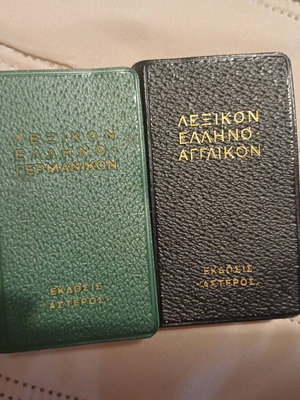 ΛΕΞΙΚΟΝ
ΕΛΛΗΝΟ-
ΓΕΡΜΑΝΙΚΟΝ
ΕΚΔΟΣΙΣ
"ΑΣΤΕΡΟΣ"
ΛΕΞΙΚΟΝ
ΕΛΛΗΝΟ
ΑΓΓΛΙΚΟΝ
ΕΚΔΟΣΙΣ
"ΑΣΤΕΡΟΣ"